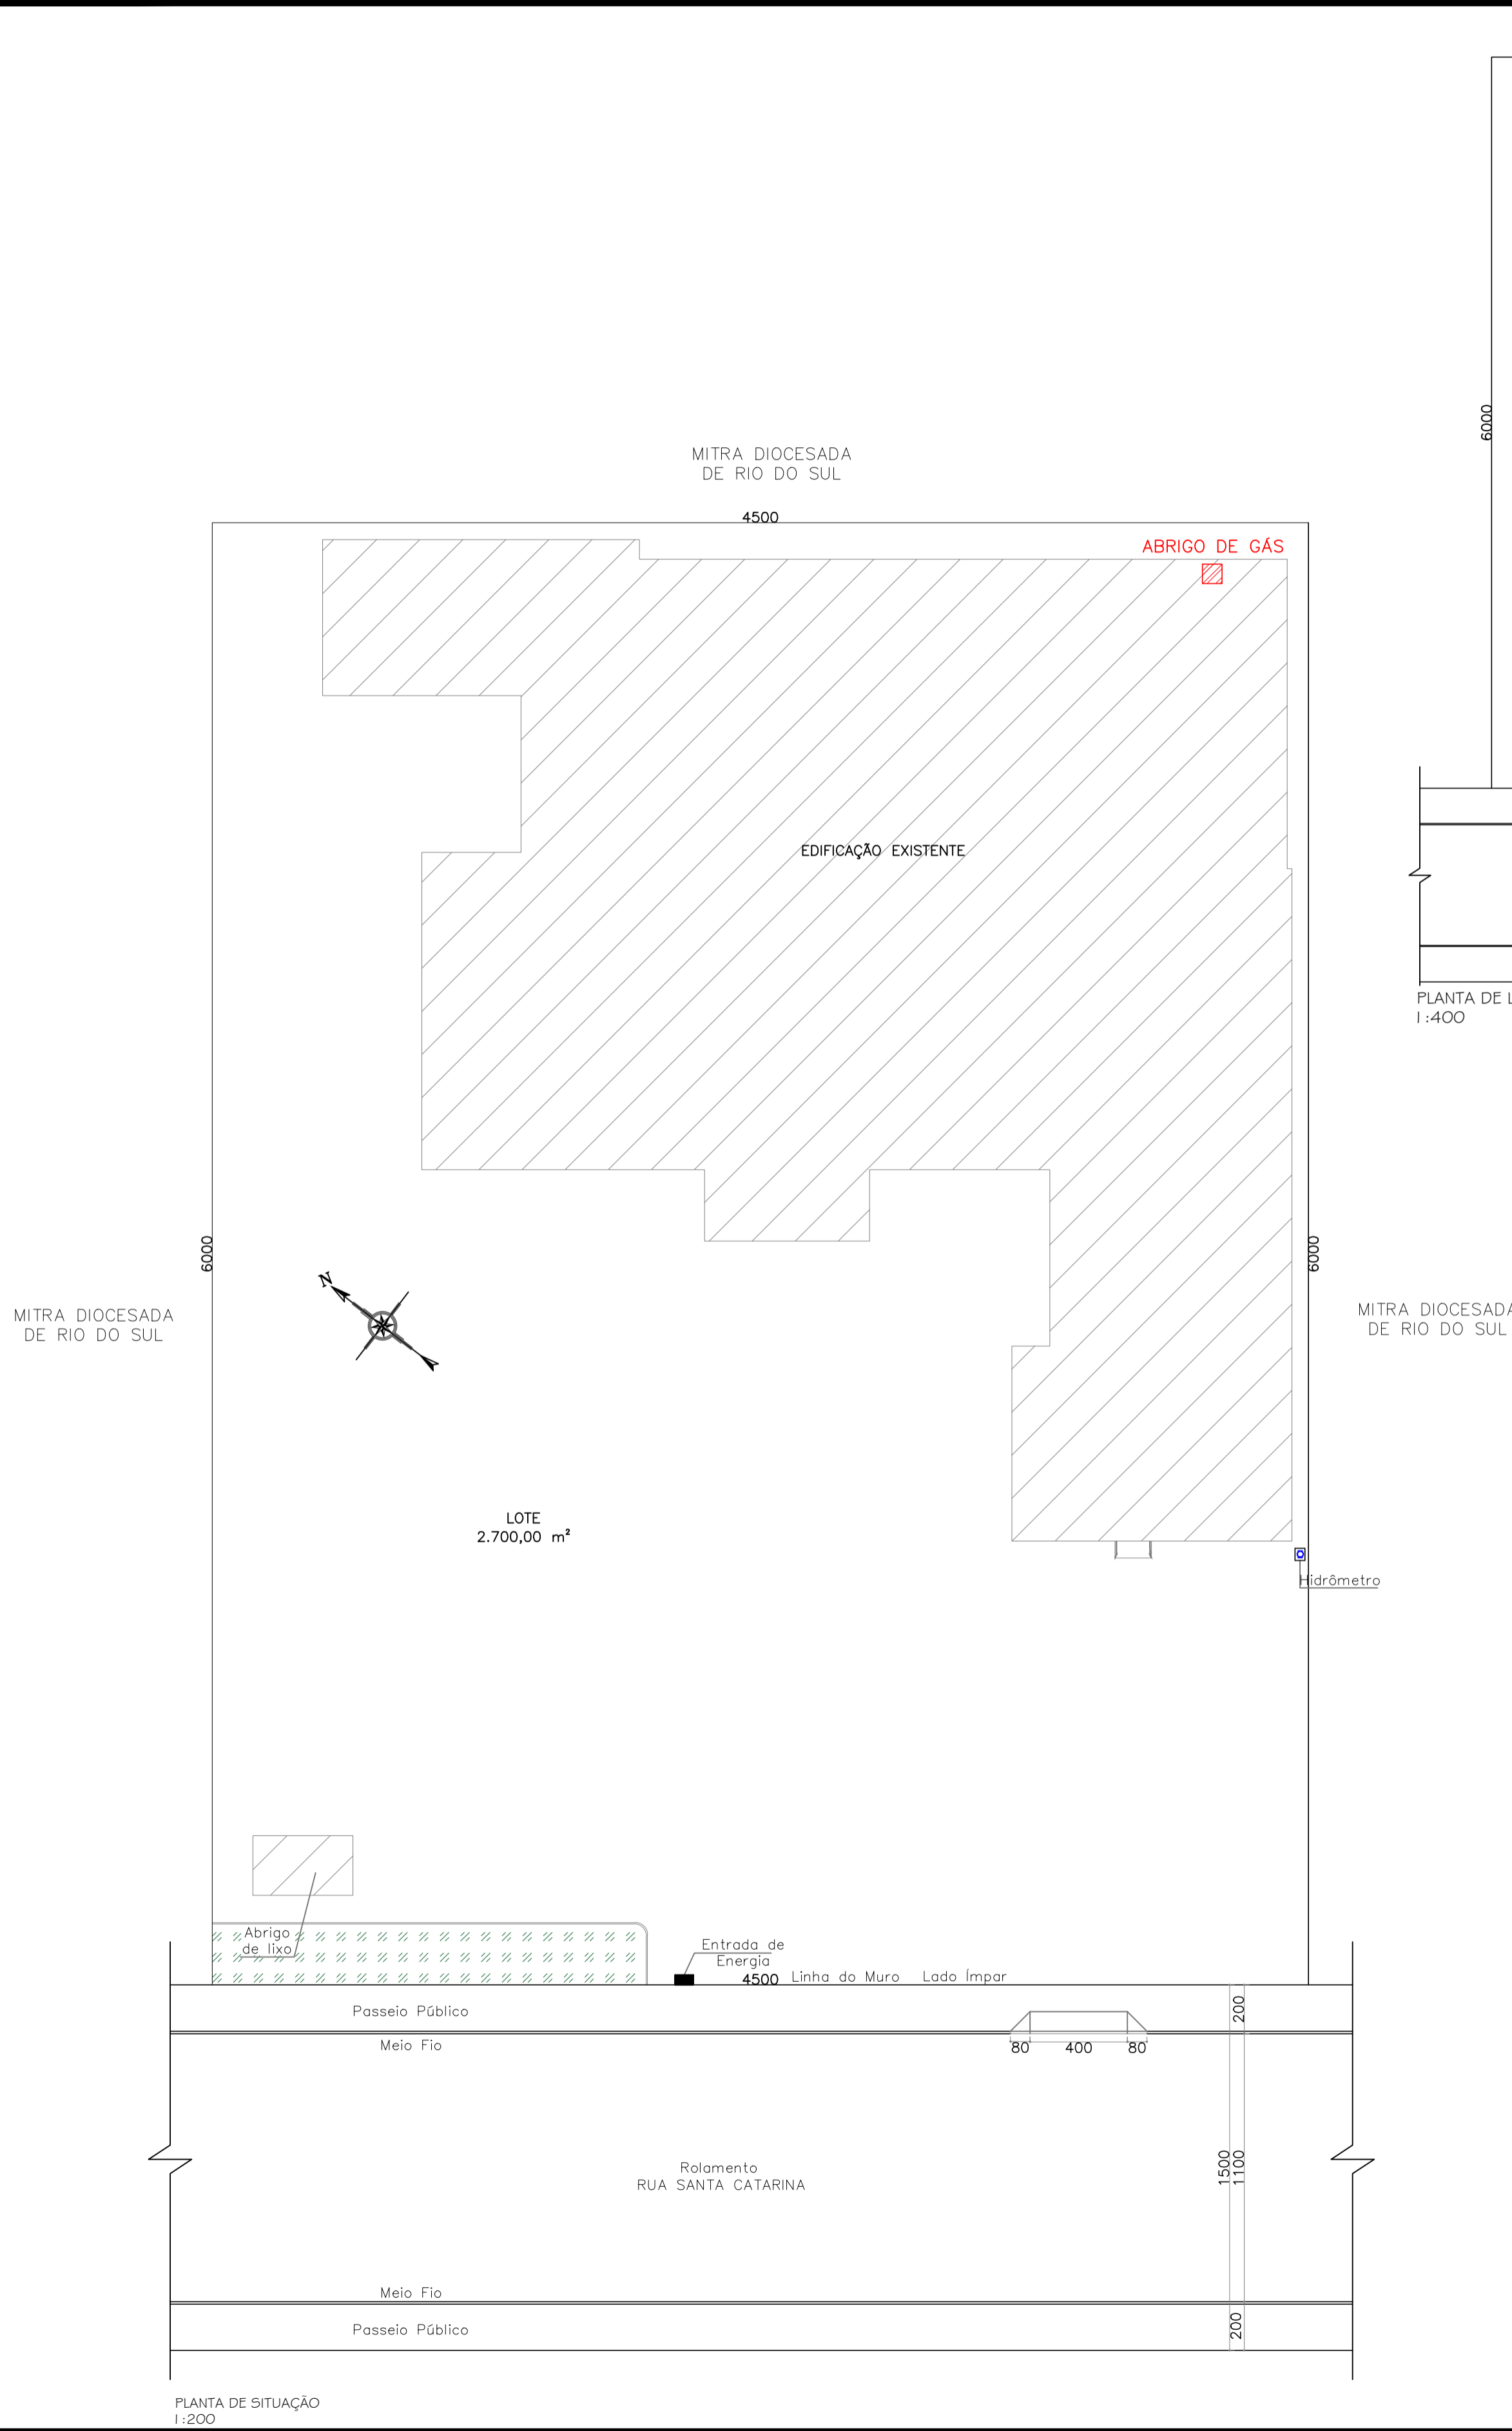 6000
MITRA DIOCESADA
DE RIO DO SUL
4500
ABRIGO DE GÁS
EDIFICAÇÃO EXISTENTE
PLANTA DE L
1:400
6000
6000
N
MITRA DIOCESADA
DE RIO DO SUL
MITRA DIOCESADA
DE RIO DO SUL
LOTE
2.700,00 m²
Hidrômetro
Abrigo
de lixo
Entrada de
Energia
4500 Linha do Muro Lado Ímpar
Passeio Público
200
Meio Fio
80 400 80
Rolamento
RUA SANTA CATARINA
1500
1100
Meio Fio
Passeio Público
200
PLANTA DE SITUAÇÃO
1:200